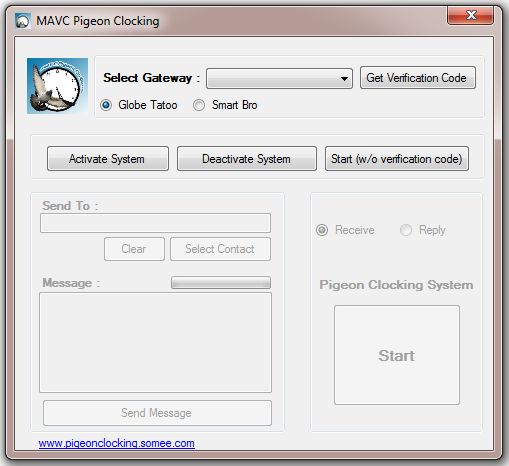 MAVC Pigeon Clocking
Select Gateway :
Get Verification Code
Globe Tatoo
Smart Bro
Activate System
Deactivate System
Start (w/o verification code)
Send To :
Clear
Select Contact
Receive
Reply
Message :
Pigeon Clocking System
Start
Send Message
www.pigeonclocking.somee.com